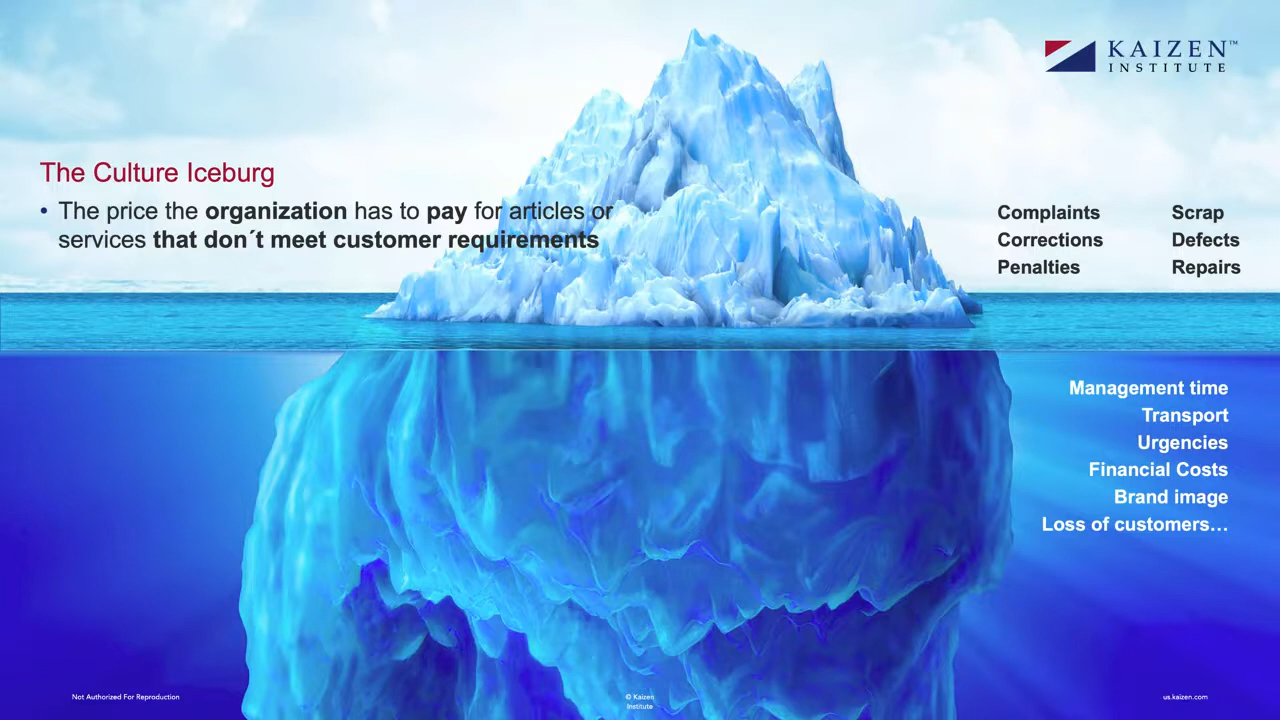 KAIZEN™
INSTITUTE
The Culture Iceburg
• The price the organization has to pay for articles or
services that don´t meet customer requirements
Complaints
Corrections
Penalties
Scrap
Defects
Repairs
Management time
Transport
Urgencies
Financial Costs
Brand image
Loss of customers…
Not Authorized For Reproduction
© Kaizen
Institute
us.kaizen.com